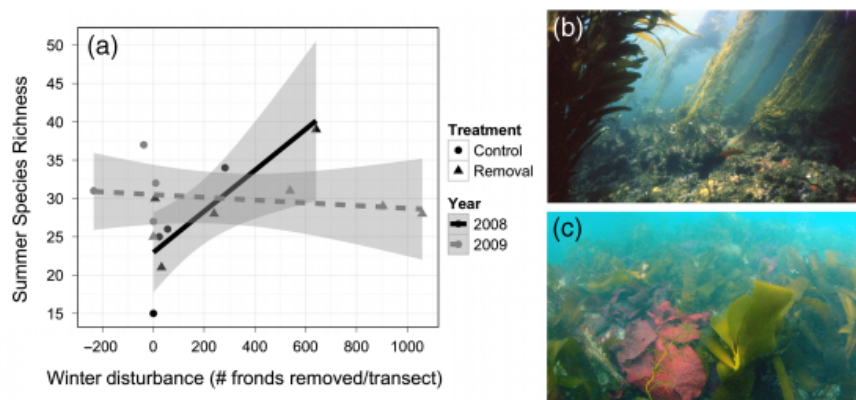 (a)
50
45
40
35
30
25
20
15
Summer Species Richness
−200 0 200 400 600 800 1000
Winter disturbance (# fronds removed/transect)
Treatment
Control
Removal
Year
2008
2009
(b)
(c)